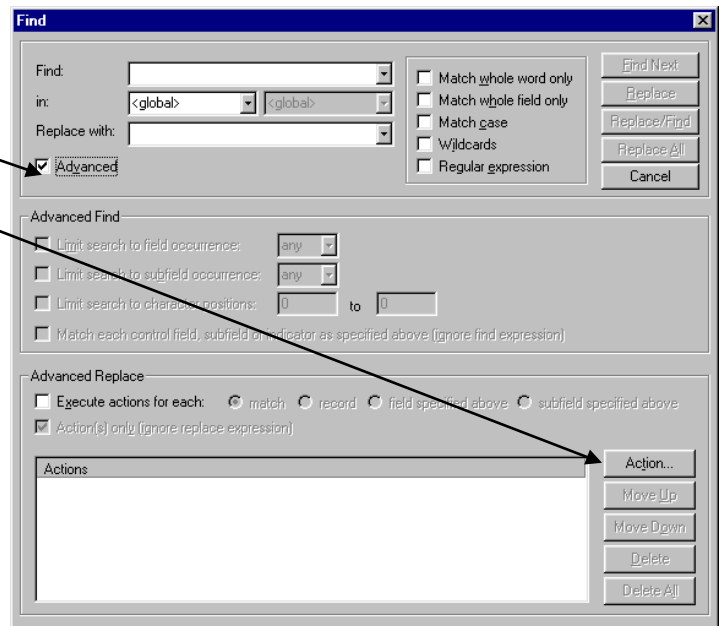 Find
Find:
in: <global> <global>
Replace with:
Advanced
Match whole word only
Match whole field only
Match case
Wildcards
Regular expression
Find Next
Replace
Replace/Find
Replace All
Cancel
Advanced Find
Limit search to field occurrence: any
Limit search to subfield occurrence: any
Limit search to character positions: 0 to 0
Match each control field, subfield or indicator as specified above (ignore find expression)
Advanced Replace
Execute actions for each: match record field specified above subfield specified above
Action(s) only (ignore replace expression)
Actions
Action...
Move Up
Move Down
Delete
Delete All